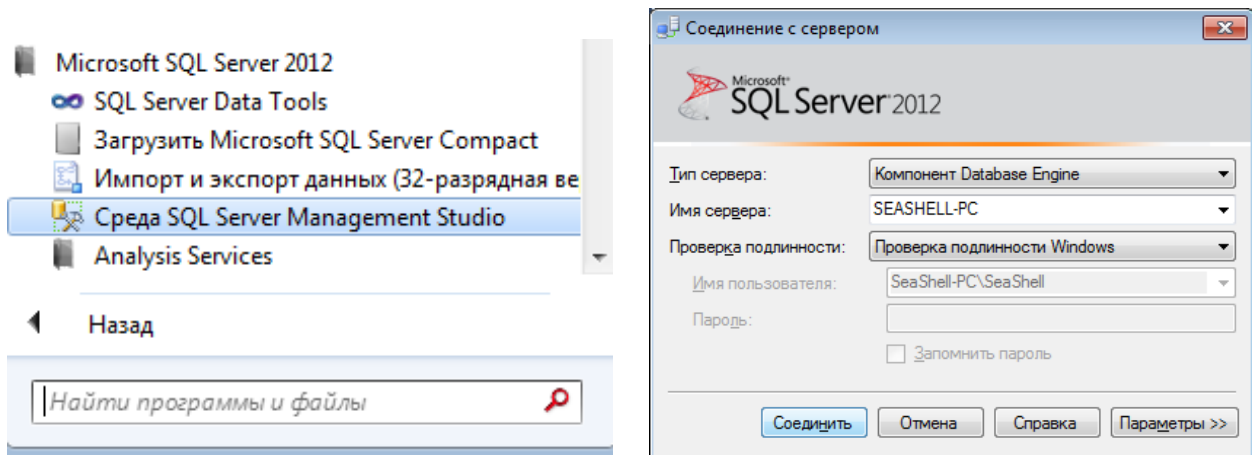 Microsoft SQL Server 2012
SQL Server Data Tools
Загрузить Microsoft SQL Server Compact
Импорт и экспорт данных (32-разрядная ве
Среда SQL Server Management Studio
Analysis Services
Назад
Найти программы и файлы
Соединение с сервером
Microsoft
SQL Server 2012
Тип сервера: Компонент Database Engine
Имя сервера: SEASHELL-PC
Проверка подлинности: Проверка подлинности Windows
Имя пользователя: SeaShell-PC\SeaShell
Пароль:
Запомнить пароль
Соединить Отмена Справка Параметры >>